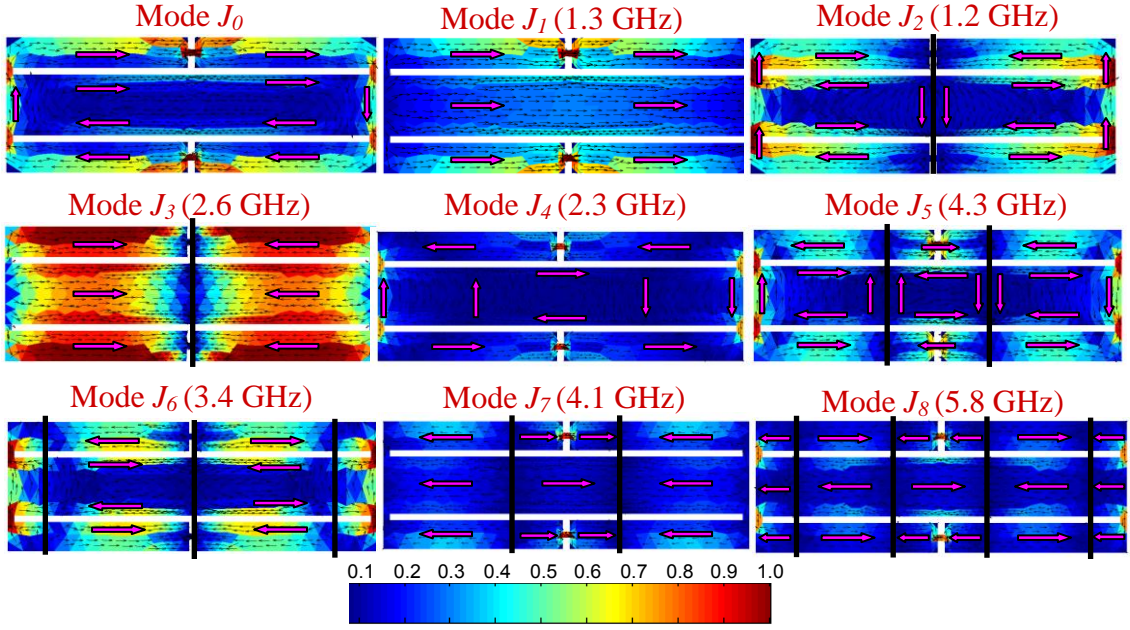 Mode J0 Mode J1 (1.3 GHz) Mode J2 (1.2 GHz)
Mode J3 (2.6 GHz) Mode J4 (2.3 GHz) Mode J5 (4.3 GHz)
Mode J6 (3.4 GHz) Mode J7 (4.1 GHz) Mode J8 (5.8 GHz)
0.1 0.2 0.3 0.4 0.5 0.6 0.7 0.8 0.9 1.0